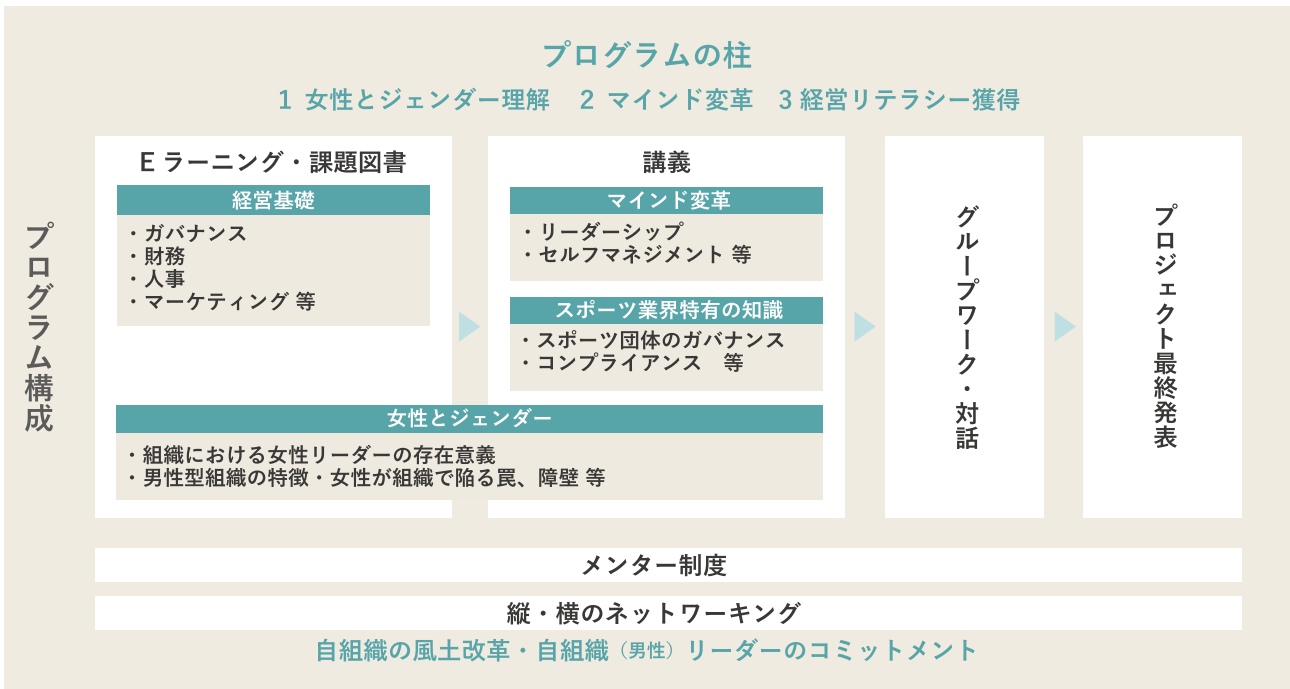 プログラムの柱
1 女性とジェンダー理解 2 マインド変革 3 経営リテラシー獲得
プログラム構成
E ラーニング・課題図書
経営基礎
・ガバナンス
・財務
・人事
・マーケティング 等
講義
マインド変革
・リーダーシップ
・セルフマネジメント 等
スポーツ業界特有の知識
・スポーツ団体のガバナンス
・コンプライアンス 等
女性とジェンダー
・組織における女性リーダーの存在意義
・男性型組織の特徴・女性が組織で陥る罠、障壁 等
グループワーク・対話
プロジェクト最終発表
メンター制度
縦・横のネットワーキング
自組織の風土改革・自組織（男性）リーダーのコミットメント